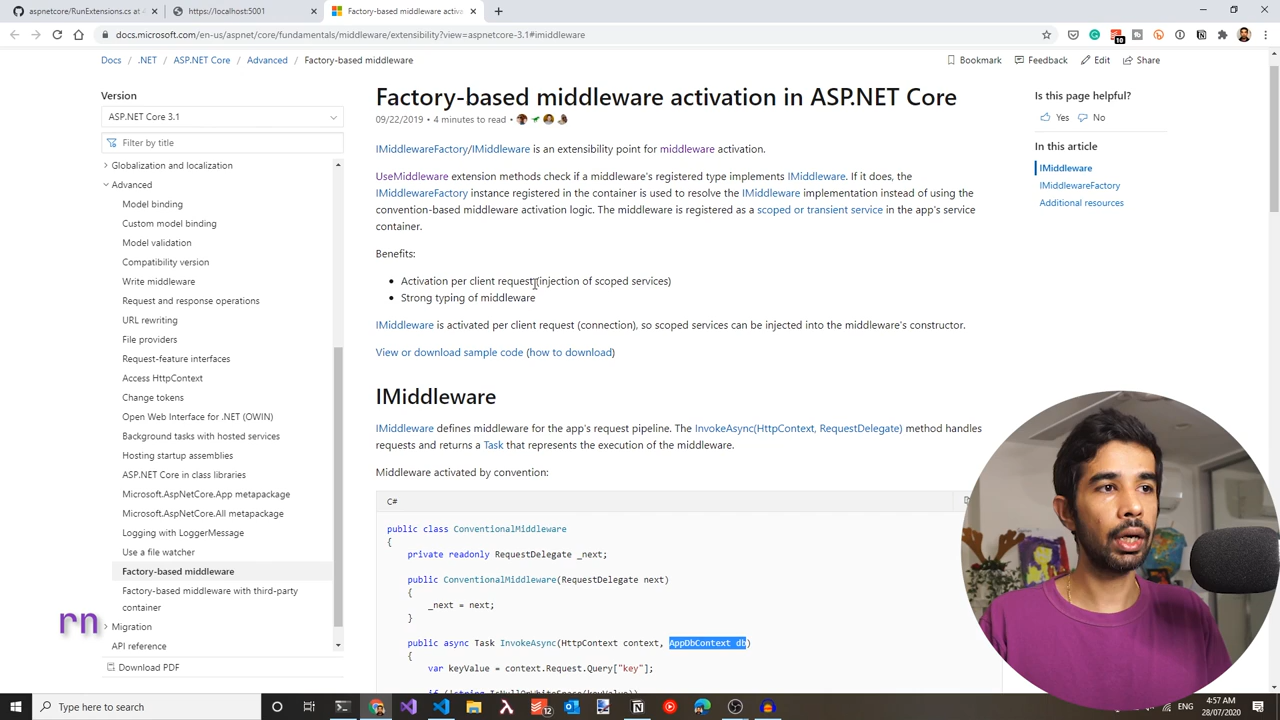 aspnetcore/RunExtensions.cs at
https://localhost:5001
Factory-based middleware activa
docs.microsoft.com/en-us/aspnet/core/fundamentals/middleware/extensibility?view=aspnetcore-3.1#imiddleware
10
Docs / .NET / ASP.NET Core / Advanced / Factory-based middleware
Bookmark Feedback Edit Share
Version
ASP.NET Core 3.1
Filter by title
Globalization and localization
Advanced
Model binding
Custom model binding
Model validation
Compatibility version
Write middleware
Request and response operations
URL rewriting
File providers
Request-feature interfaces
Access HttpContext
Change tokens
Open Web Interface for .NET (OWIN)
Background tasks with hosted services
Hosting startup assemblies
ASP.NET Core in class libraries
Microsoft.AspNetCore.App metapackage
Microsoft.AspNetCore.All metapackage
Logging with LoggerMessage
Use a file watcher
Factory-based middleware
Factory-based middleware with third-party
container
Migration
API reference
Download PDF
rn
Factory-based middleware activation in ASP.NET Core
09/22/2019 • 4 minutes to read •
IMiddlewareFactory/IMiddleware is an extensibility point for middleware activation.
UseMiddleware extension methods check if a middleware's registered type implements IMiddleware. If it does, the
IMiddlewareFactory instance registered in the container is used to resolve the IMiddleware implementation instead of using the
convention-based middleware activation logic. The middleware is registered as a scoped or transient service in the app's service
container.
Benefits:
• Activation per client request (injection of scoped services)
• Strong typing of middleware
IMiddleware is activated per client request (connection), so scoped services can be injected into the middleware's constructor.
View or download sample code (how to download)
IMiddleware
IMiddleware defines middleware for the app's request pipeline. The InvokeAsync(HttpContext, RequestDelegate) method handles
requests and returns a Task that represents the execution of the middleware.
Middleware activated by convention:
C#
public class ConventionalMiddleware
{
private readonly RequestDelegate _next;
public ConventionalMiddleware(RequestDelegate next)
{
_next = next;
}
public async Task InvokeAsync(HttpContext context, AppDbContext db)
{
var keyValue = context.Request.Query["key"];
if (!string.IsNullOrWhiteSpace(keyValue))
Is this page helpful?
Yes No
In this article
IMiddleware
IMiddlewareFactory
Additional resources
Type here to search
12
ENG
4:57 AM
28/07/2020